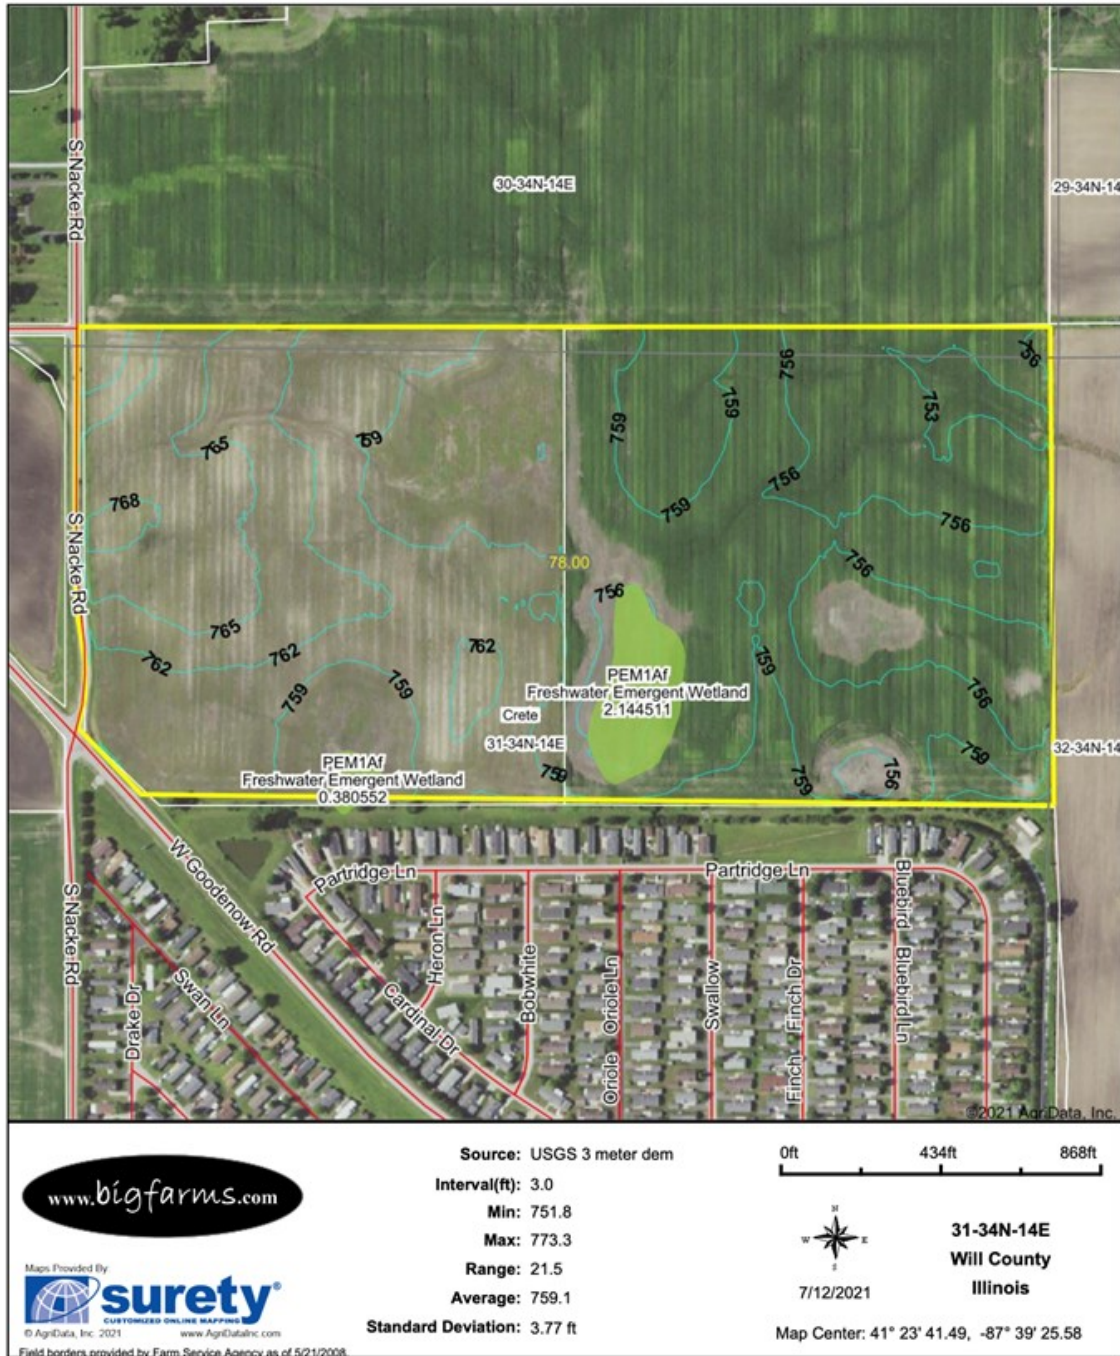 S Nacke Rd
30-34N-14E
29-34N-14
756
756
753
759
759
759
765
768
756
759
756
S Nacke Rd
78.00
756
756
765
762
762
762
759
759
759
759
756
PEM1Af
Freshwater Emergent Wetland
2.144511
Crete
31-34N-14E
32-34N-14
759
759
759
756
PEM1Af
Freshwater Emergent Wetland
0.380552
W Goodenow Rd
Partridge Ln
Partridge Ln
S Nacke Rd
Swan Ln
Drake Dr
Cardinal Dr
Heron Ln
Bobwhite
Oriole Oriole Ln
Swallow
Finch Finch Dr
Bluebird Bluebird Ln
©2021 AgriData, Inc.
www.bigfarms.com
Maps Provided By:
surety®
CUSTOMIZED ONLINE MAPPING
© AgriData, Inc. 2021 www.AgriDataInc.com
Field borders provided by Farm Service Agency as of 5/21/2008.
Source: USGS 3 meter dem
Interval(ft): 3.0
Min: 751.8
Max: 773.3
Range: 21.5
Average: 759.1
Standard Deviation: 3.77 ft
0ft 434ft 868ft
N
W E
S
7/12/2021
31-34N-14E
Will County
Illinois
Map Center: 41° 23' 41.49, -87° 39' 25.58